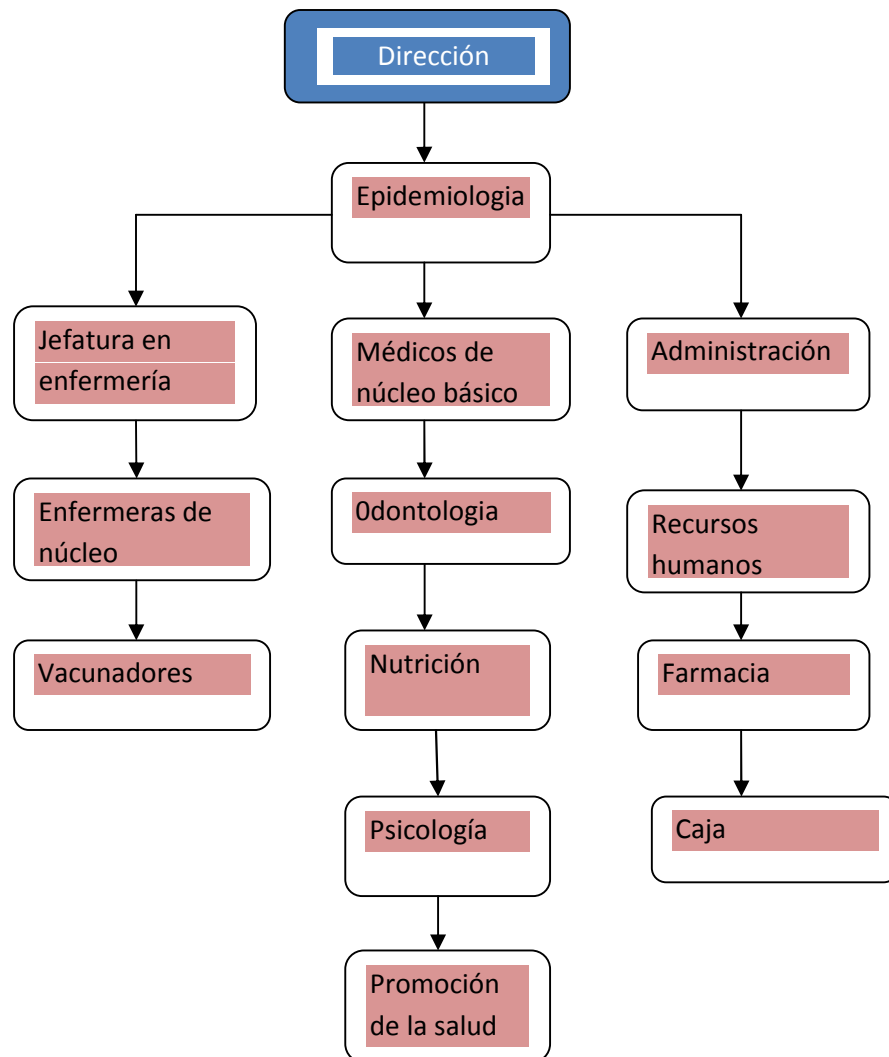 Dirección
Epidemiologia
Jefatura en
enfermería
Médicos de
núcleo básico
Administración
Enfermeras de
núcleo
0dontologia
Recursos
humanos
Vacunadores
Nutrición
Farmacia
Psicología
Caja
Promoción
de la salud